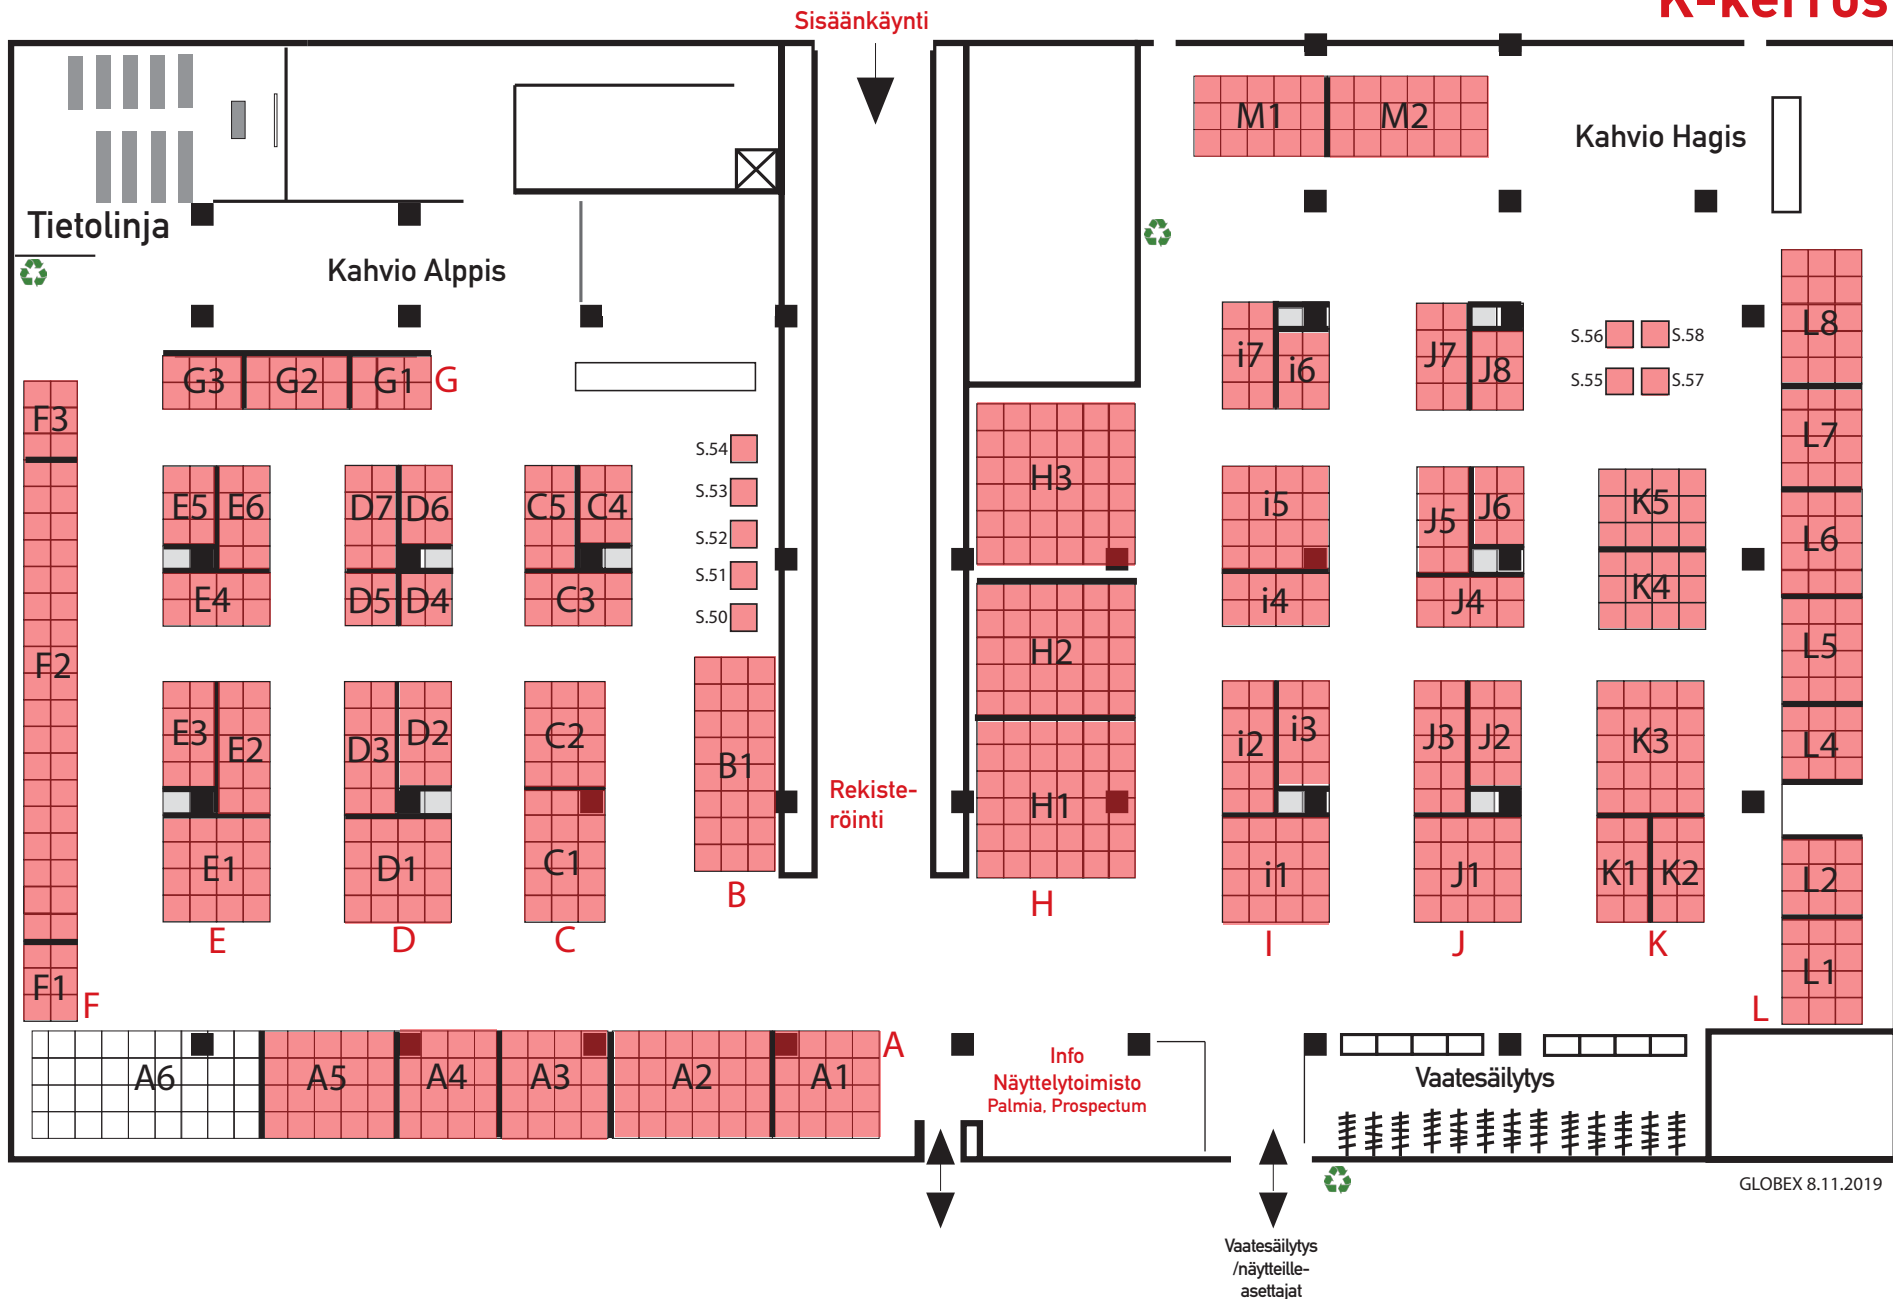 K-kerros
Sisäänkäynti
M1
M2
Kahvio Hagis
Tietolinja
Kahvio Alppis
L8
S.56
S.58
i7
i6
J7
J8
S.55
S.57
G3
G2
G1
G
F3
L7
S.54
H3
S.53
E5
E6
D7
D6
C5
C4
i5
J5
J6
K5
S.52
L6
S.51
E4
D5
D4
C3
i4
J4
K4
S.50
F2
H2
L5
E3
E2
D3
D2
C2
B1
i2
i3
J3
J2
K3
L4
Rekiste-
röinti
H1
E1
D1
C1
i1
J1
K1
K2
L2
B
H
E
D
C
I
J
K
F1
L1
F
L
A6
A5
A4
A3
A2
A1
A
Info
Näyttelytoimisto
Palmia, Prospectum
Vaatesäilytys
GLOBEX 8.11.2019
Vaatesäilytys
/näytteille-
asettajat